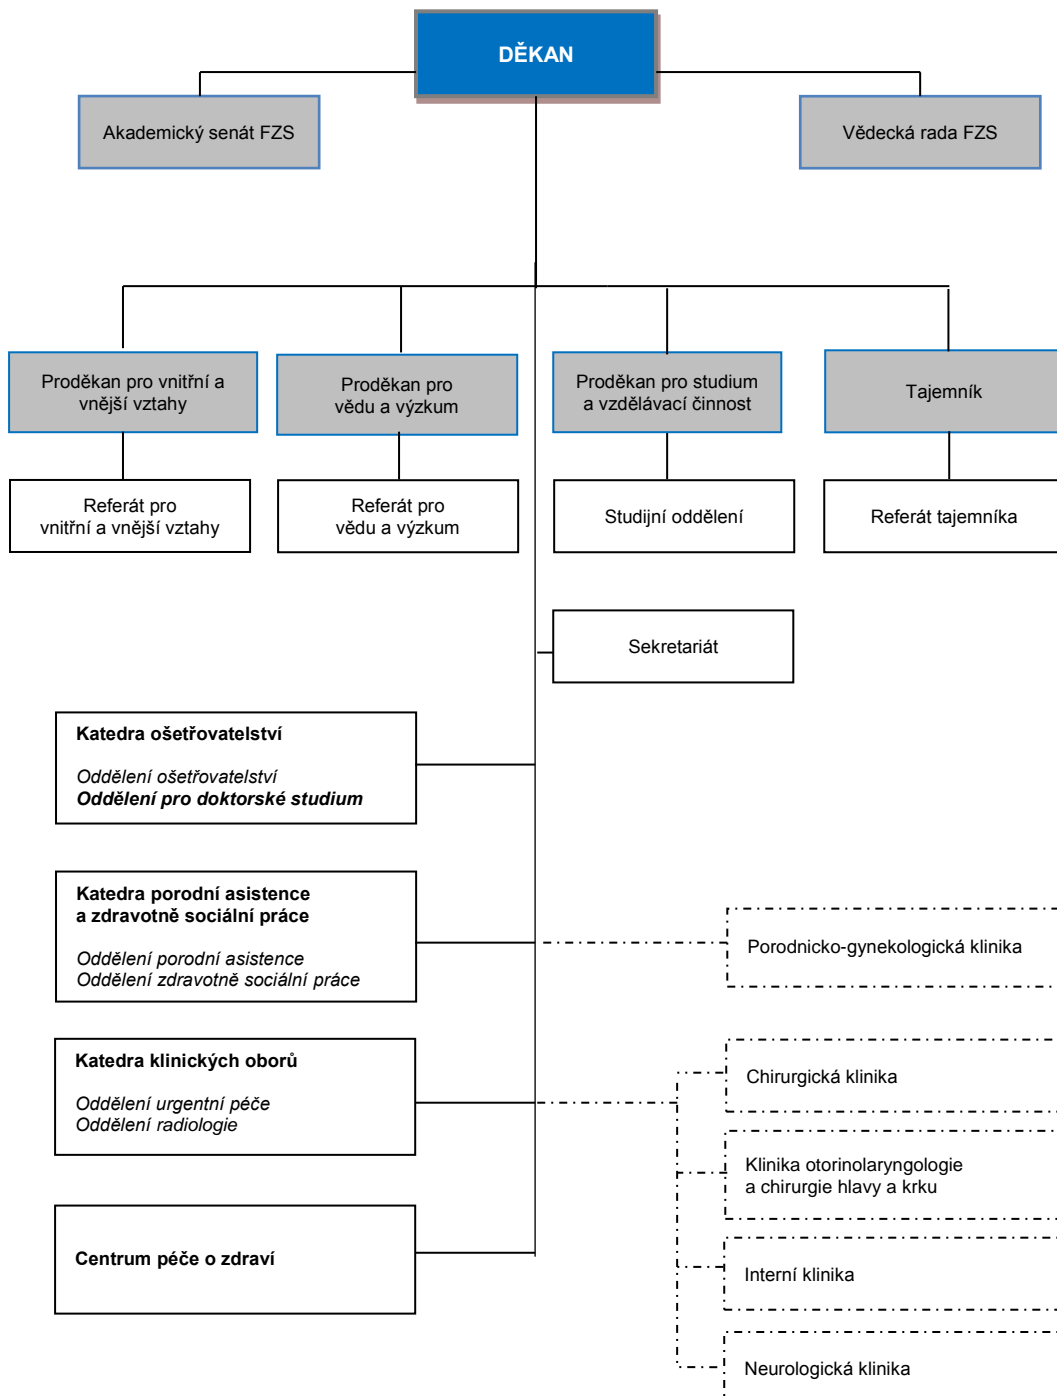 DĚKAN
Akademický senát FZS
Vědecká rada FZS
Proděkan pro vnitřní a
vnější vztahy
Proděkan pro
vědu a výzkum
Proděkan pro studium
a vzdělávací činnost
Tajemník
Referát pro
vnitřní a vnější vztahy
Referát pro
vědu a výzkum
Studijní oddělení
Referát tajemníka
Sekretariát
Katedra ošetřovatelství
Oddělení ošetřovatelství
Oddělení pro doktorské studium
Katedra porodní asistence
a zdravotně sociální práce
Oddělení porodní asistence
Oddělení zdravotně sociální práce
Porodnicko-gynekologická klinika
Katedra klinických oborů
Oddělení urgentní péče
Oddělení radiologie
Chirurgická klinika
Klinika otorinolaryngologie
a chirurgie hlavy a krku
Centrum péče o zdraví
Interní klinika
Neurologická klinika